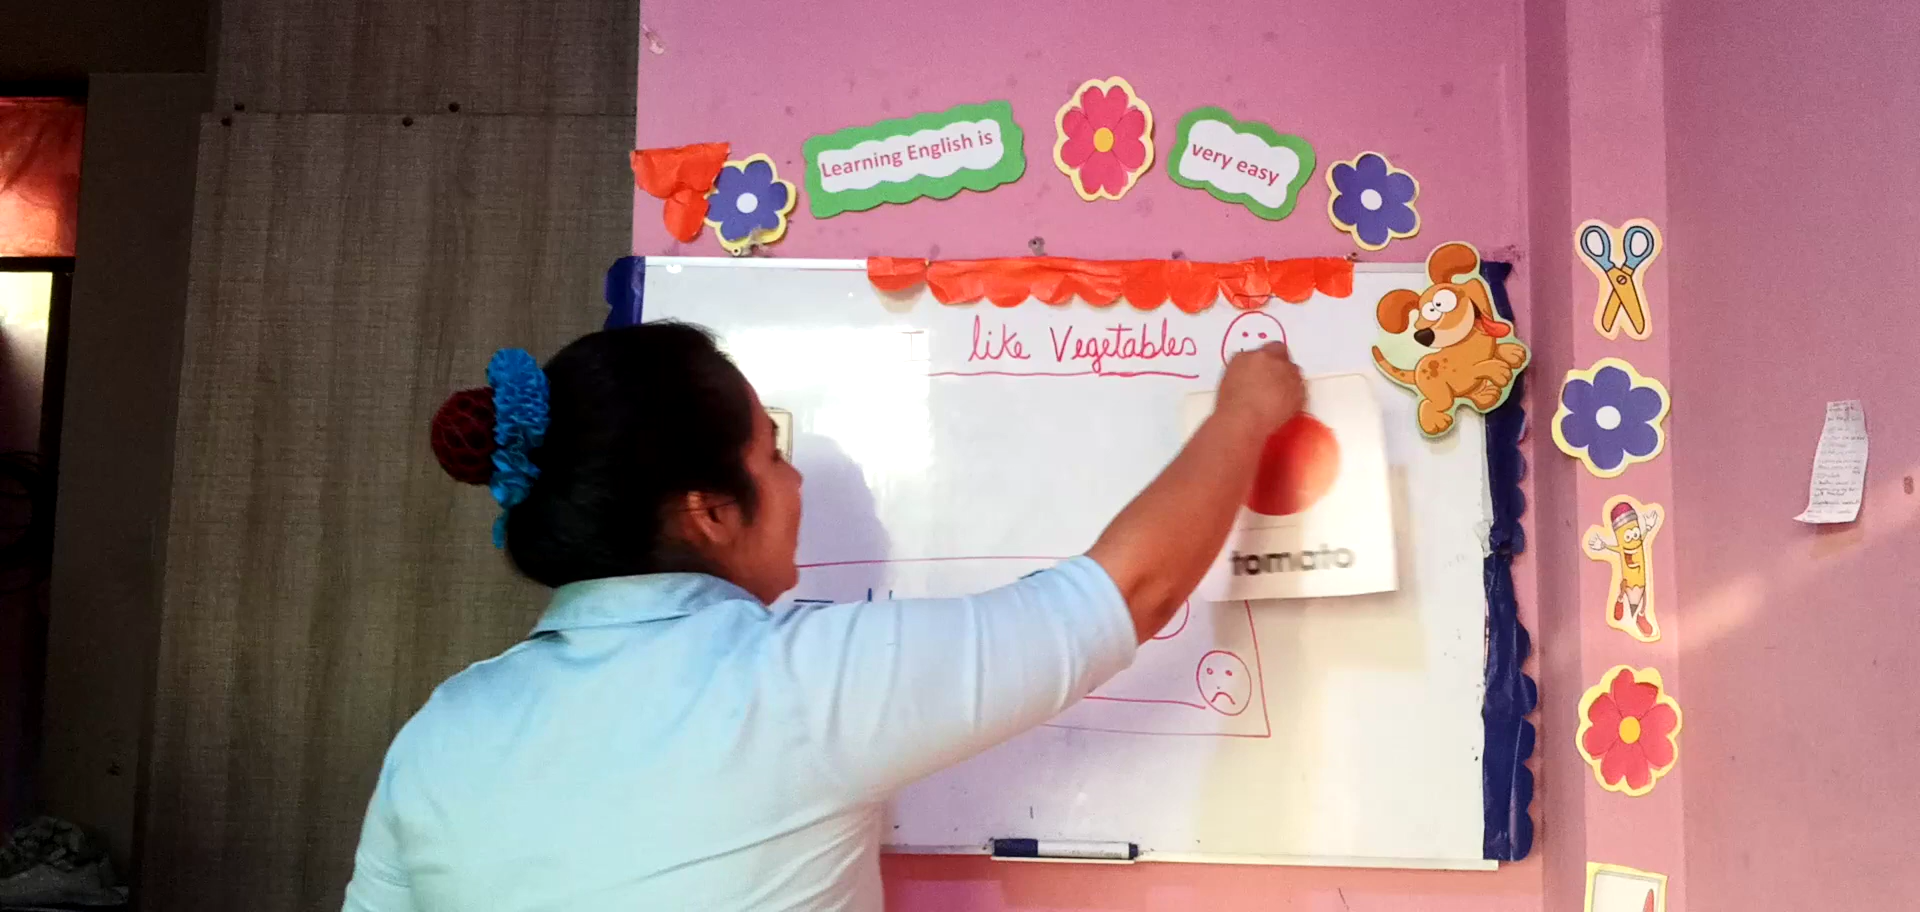 Learning English is
very easy
I like Vegetables
tomato